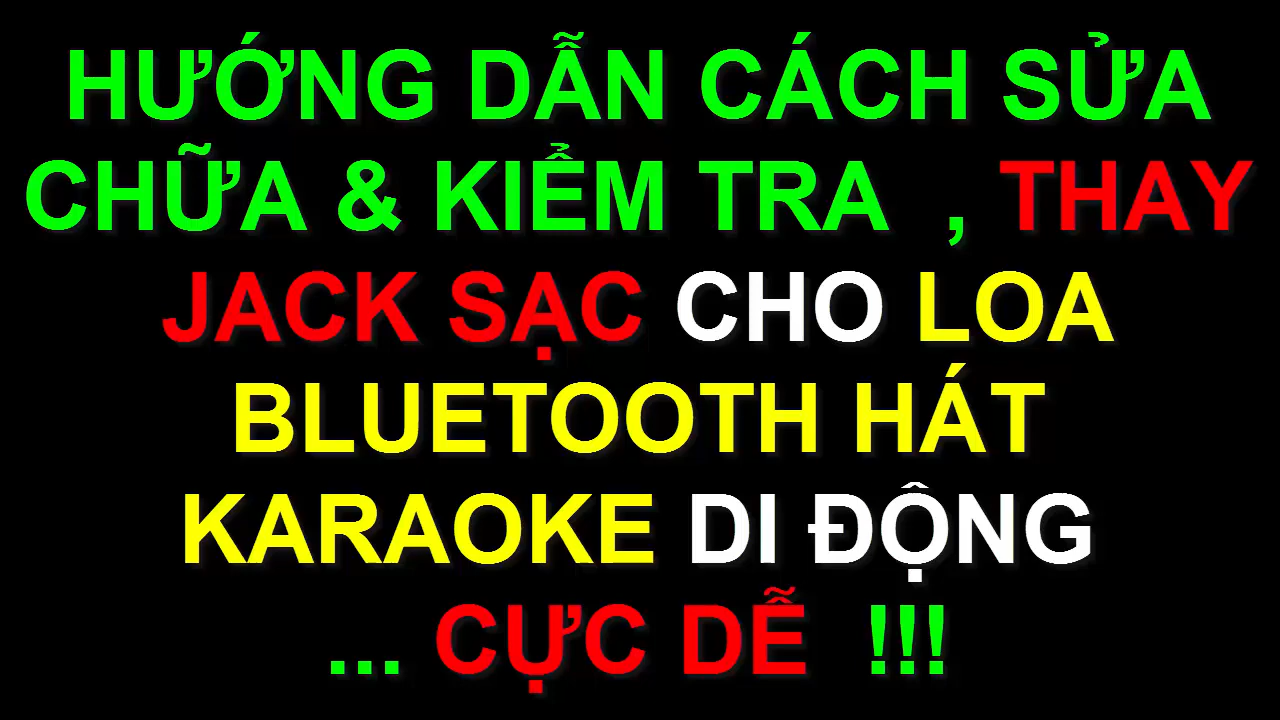 HƯỚNG DẪN CÁCH SỬA
CHỮA & KIỂM TRA , THAY
JACK SẠC CHO LOA
BLUETOOTH HÁT
KARAOKE DI ĐỘNG
... CỰC DỄ !!!